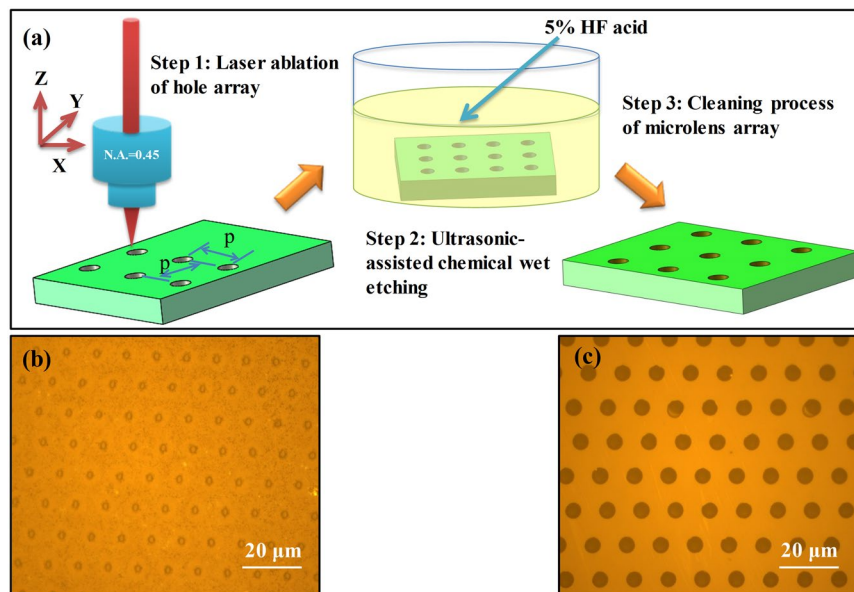 (a)
Step 1: Laser ablation
of hole array
Z
Y
X
N.A.=0.45
p
p
5% HF acid
Step 2: Ultrasonic-
assisted chemical wet
etching
Step 3: Cleaning process
of microlens array
(b)
20 μm
(c)
20 μm